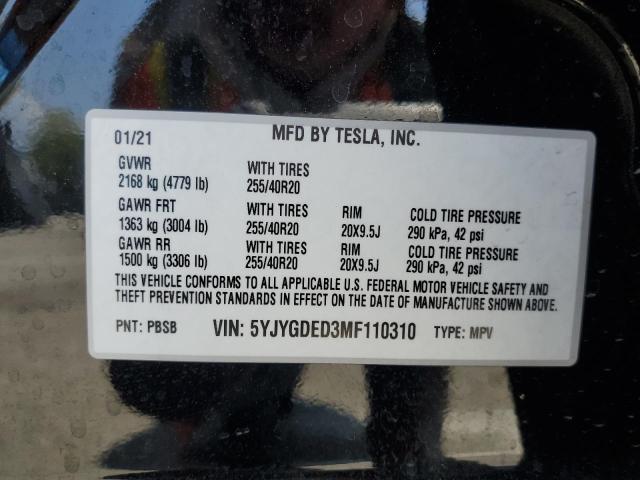 01/21 MFD BY TESLA, INC.
GVWR WITH TIRES
2168 kg (4779 lb) 255/40R20
GAWR FRT WITH TIRES RIM COLD TIRE PRESSURE
1363 kg (3004 lb) 255/40R20 20X9.5J 290 kPa, 42 psi
GAWR RR WITH TIRES RIM COLD TIRE PRESSURE
1500 kg (3306 lb) 255/40R20 20X9.5J 290 kPa, 42 psi
THIS VEHICLE CONFORMS TO ALL APPLICABLE U.S. FEDERAL MOTOR VEHICLE SAFETY AND
THEFT PREVENTION STANDARDS IN EFFECT ON THE DATE OF MANUFACTURE SHOWN ABOVE.
PNT: PBSB VIN: 5YJYGDED3MF110310 TYPE: MPV